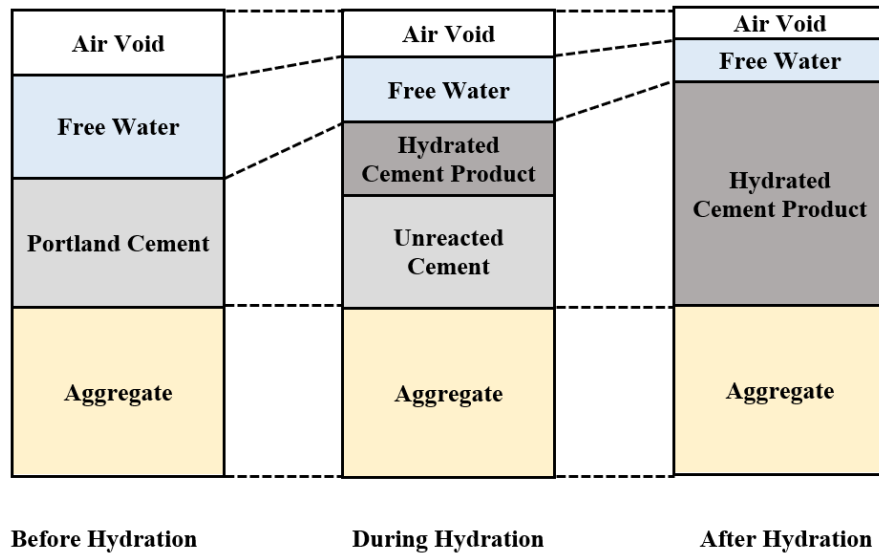 Air Void
Free Water
Portland Cement
Aggregate
Before Hydration
Air Void
Free Water
Hydrated
Cement Product
Unreacted
Cement
Aggregate
During Hydration
Air Void
Free Water
Hydrated
Cement Product
Aggregate
After Hydration